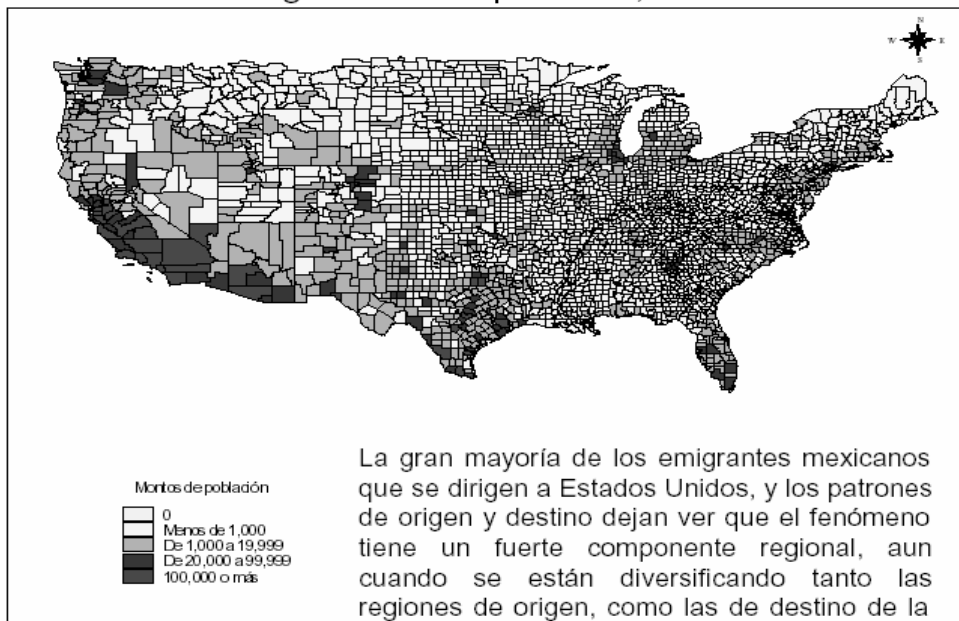 N
W E
S
Montos de población
0
Menos de 1,000
De 1,000 a 19,999
De 20,000 a 99,999
100,000 o más
La gran mayoría de los emigrantes mexicanos
que se dirigen a Estados Unidos, y los patrones
de origen y destino dejan ver que el fenómeno
tiene un fuerte componente regional, aun
cuando se están diversificando tanto las
regiones de origen, como las de destino de la